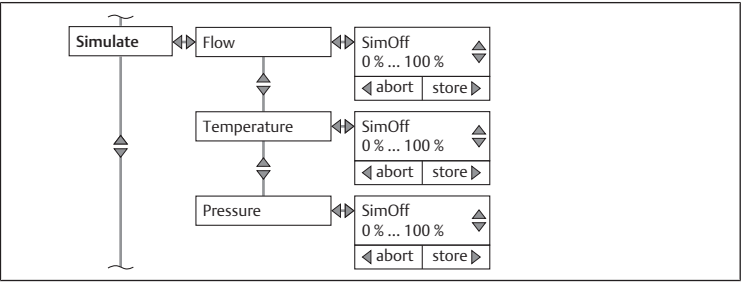 Simulate Flow SimOff
0 % ... 100 %
abort store
Temperature SimOff
0 % ... 100 %
abort store
Pressure SimOff
0 % ... 100 %
abort store